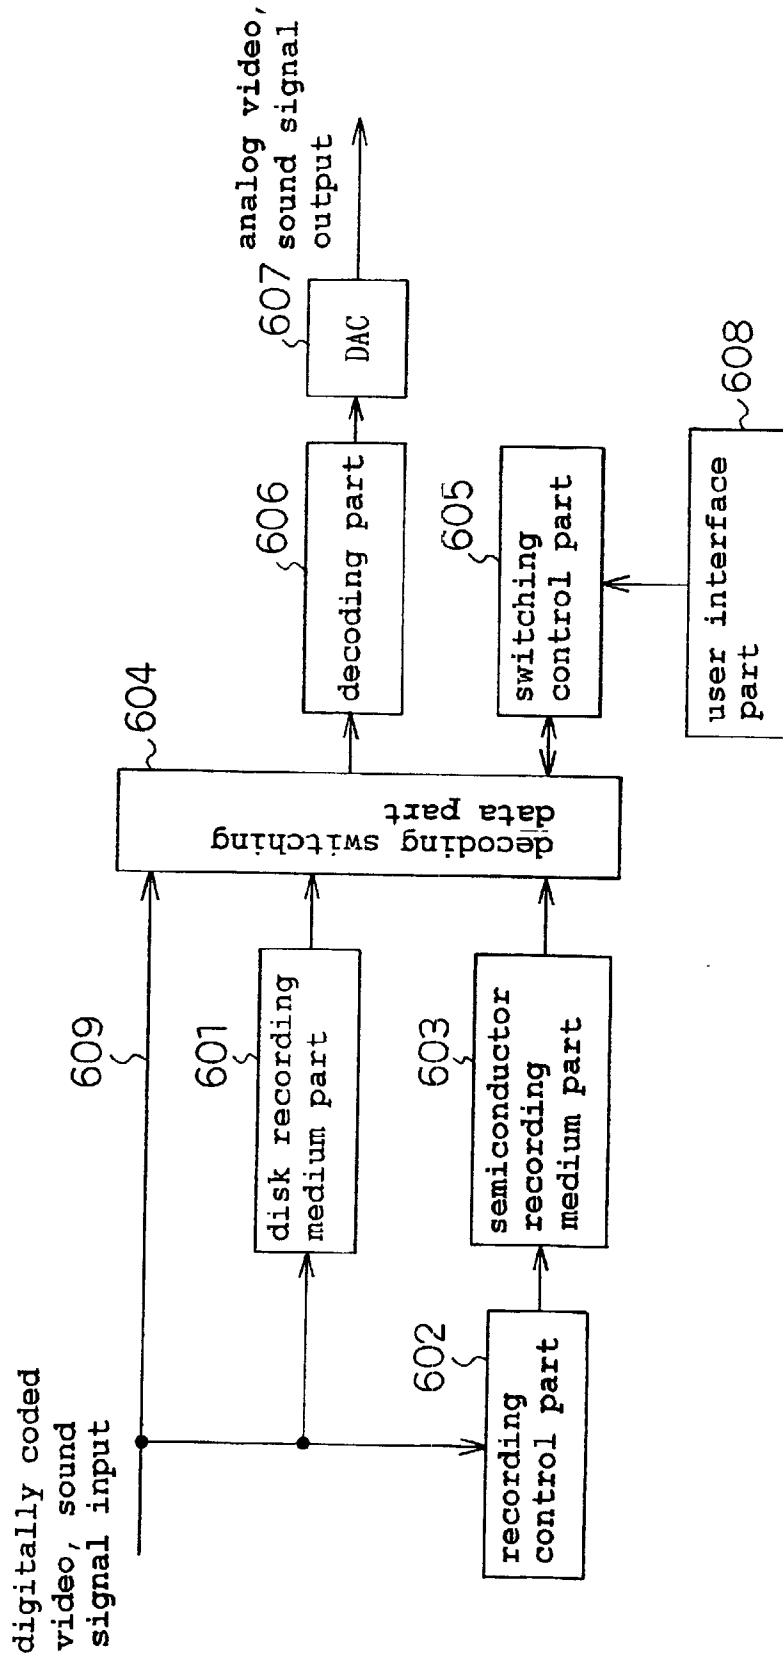 digitally coded
video, sound
signal input
609
601
disk recording
medium part
602
recording
control part
603
semiconductor
recording
medium part
604
decoding switching
data part
606
decoding part
607
DAC
analog video,
sound signal
output
605
switching
control part
608
user interface
part